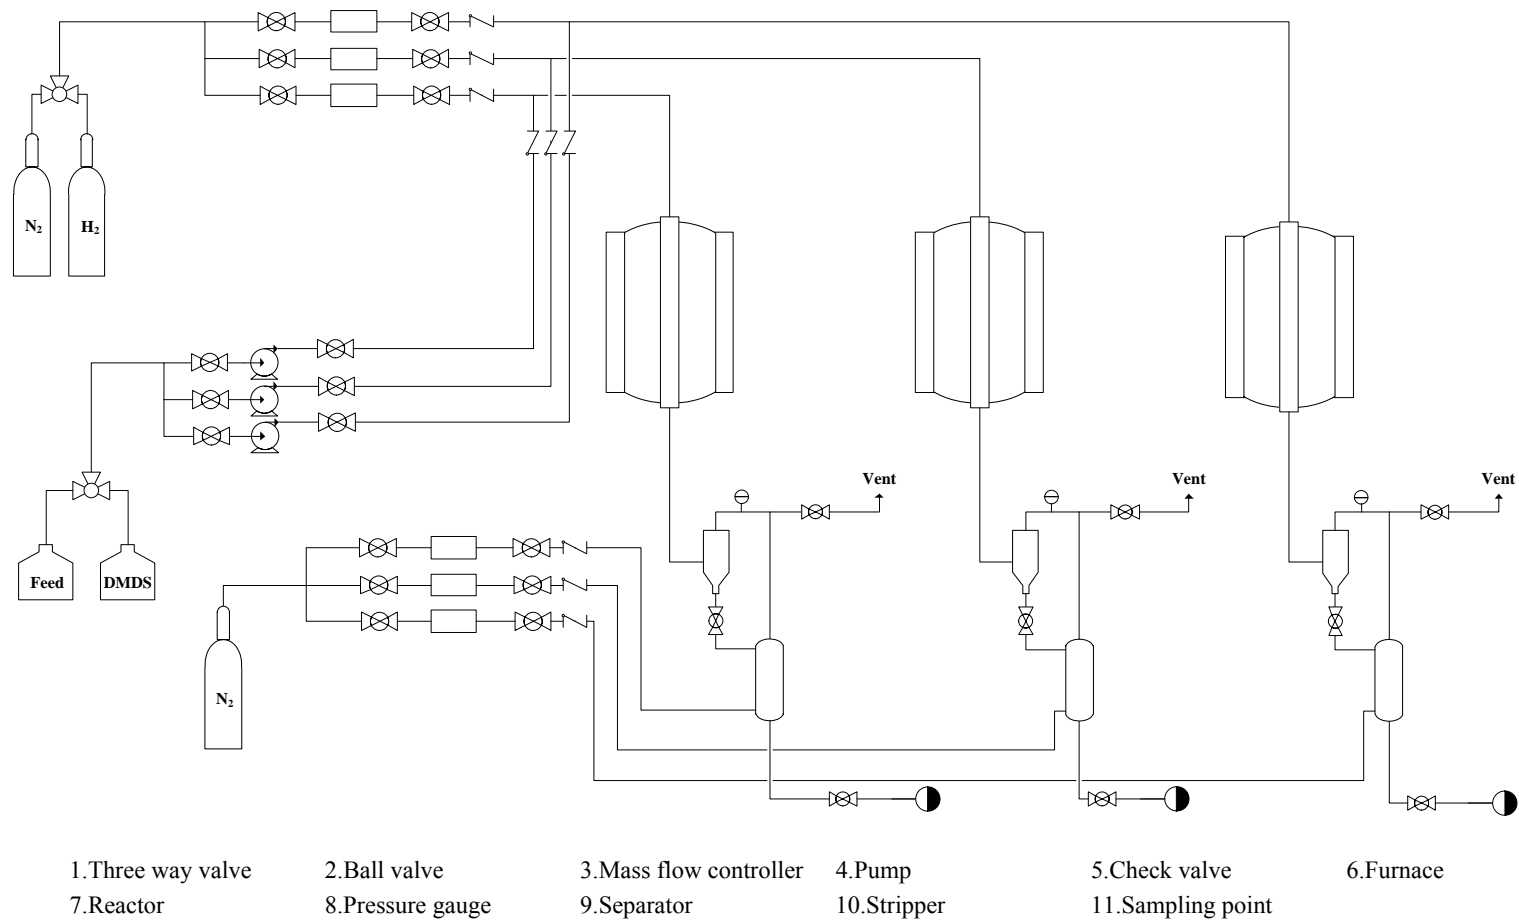 N₂
H₂
Vent
Vent
Vent
Feed
DMDS
N₂
1.Three way valve
2.Ball valve
3.Mass flow controller
4.Pump
5.Check valve
6.Furnace
7.Reactor
8.Pressure gauge
9.Separator
10.Stripper
11.Sampling point